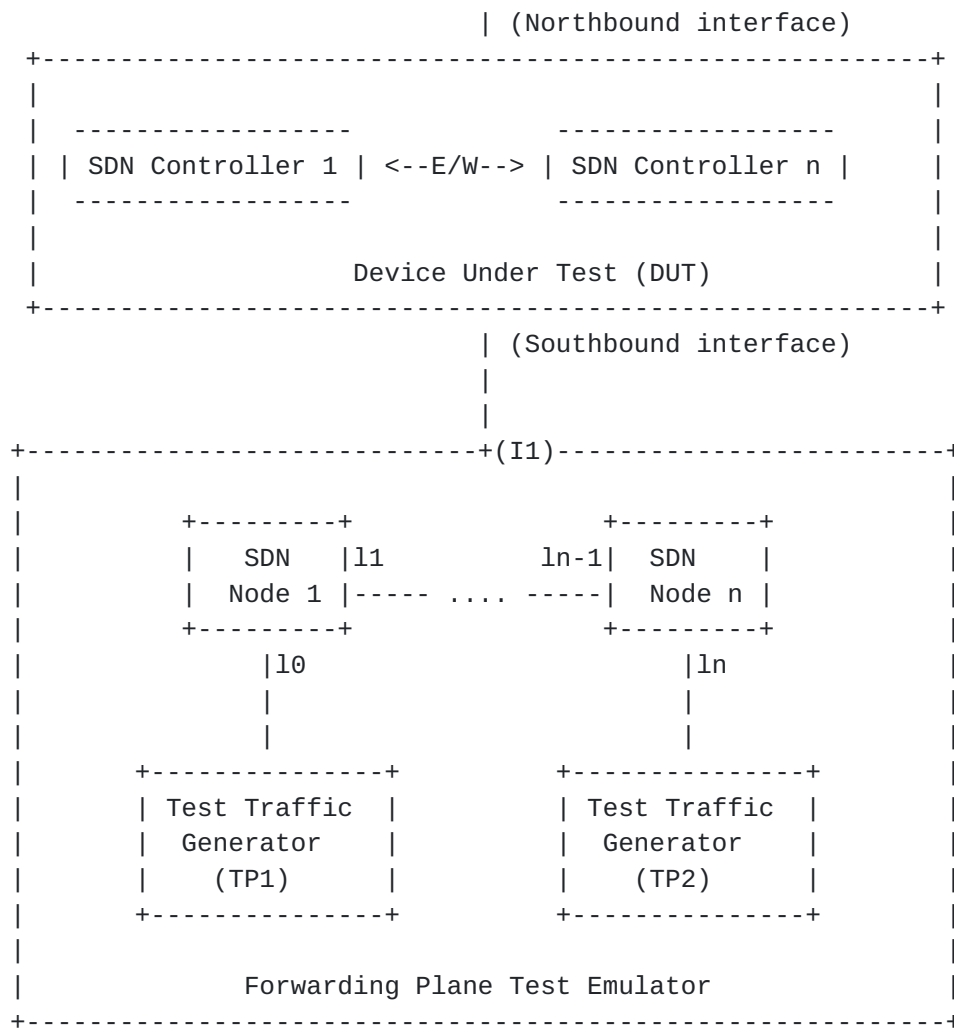 | (Northbound interface)
+----------------------------------------------------------+
|                                                          |
|  ------------------             ------------------       |
| | SDN Controller 1 | <--E/W--> | SDN Controller n |      |
|  ------------------             ------------------       |
|                                                          |
|                    Device Under Test (DUT)               |
+----------------------------------------------------------+
| (Southbound interface)
|
|
+-----------------------------+(I1)-------------------------+
|                                                           |
|          +---------+                +---------+           |
|          |   SDN   |l1          ln-1|  SDN    |           |
|          |  Node 1 |----- .... -----|  Node n |           |
|          +---------+                +---------+           |
|               |l0                        |ln              |
|               |                          |                |
|               |                          |                |
|       +---------------+          +--------------+         |
|       | Test Traffic  |          | Test Traffic |         |
|       |  Generator    |          |  Generator   |         |
|       |    (TP1)      |          |    (TP2)     |         |
|       +---------------+          +--------------+         |
|                                                           |
|              Forwarding Plane Test Emulator               |
+-----------------------------------------------------------+